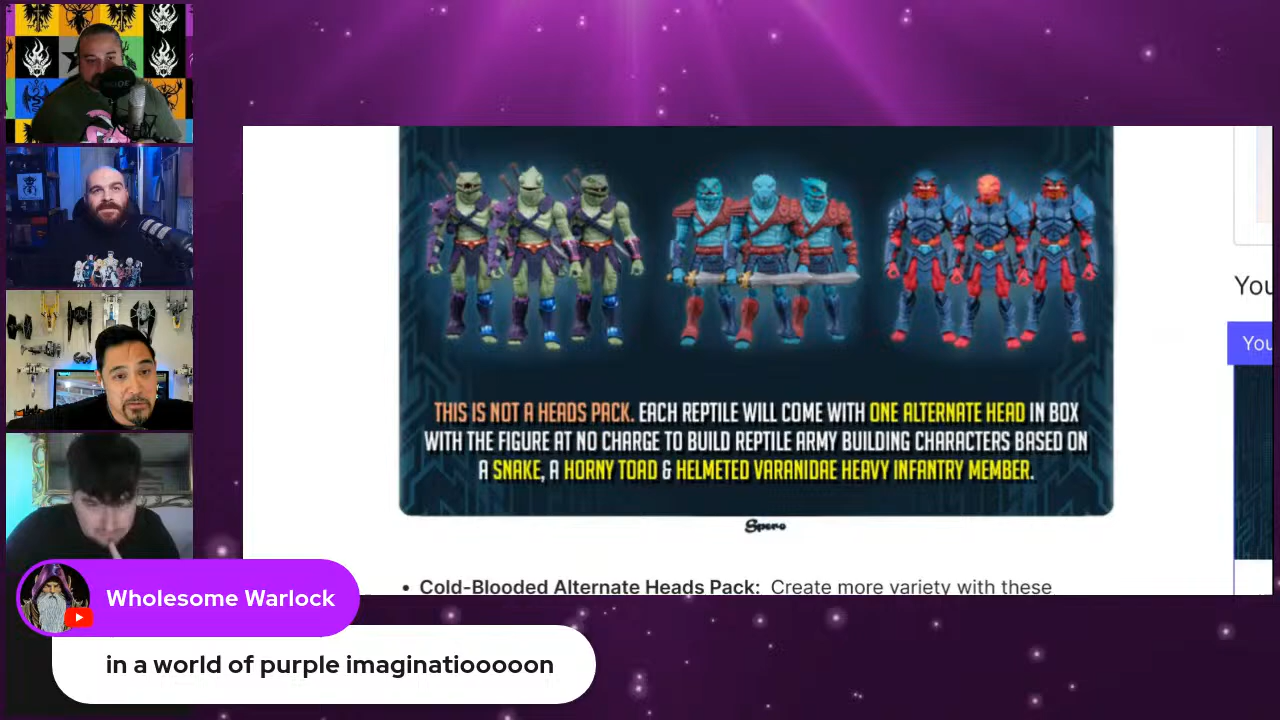 THIS IS NOT A HEADS PACK. EACH REPTILE WILL COME WITH ONE ALTERNATE HEAD IN BOX
WITH THE FIGURE AT NO CHARGE TO BUILD REPTILE ARMY BUILDING CHARACTERS BASED ON
A SNAKE, A HORNY TOAD & HELMETED VARANIDAE HEAVY INFANTRY MEMBER.
Spero
• Cold-Blooded Alternate Heads Pack: Create more variety with these
You
You
Wholesome Warlock
in a world of purple imaginatiooooon